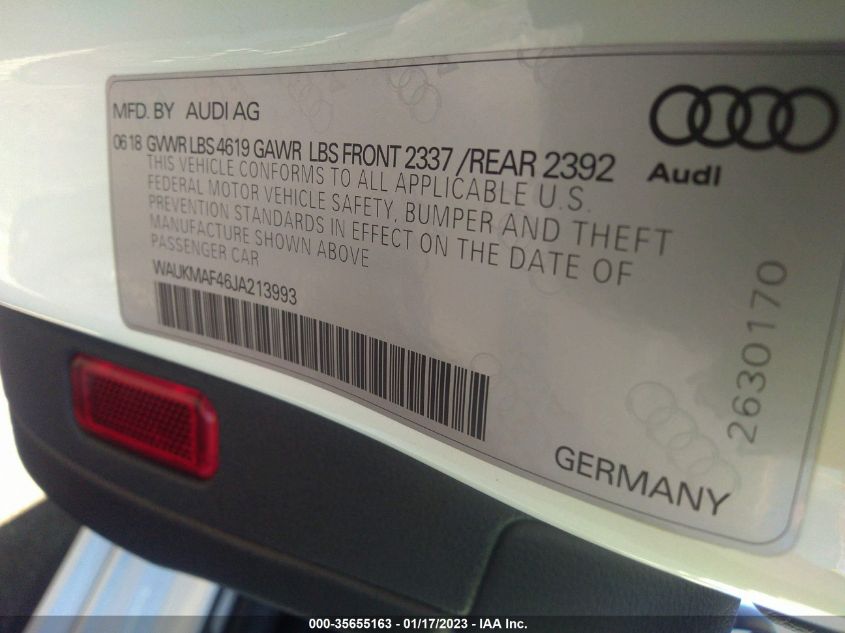 MFD. BY AUDI AG
0618 GVWR LBS 4619 GAWR LBS FRONT 2337 /REAR 2392
THIS VEHICLE CONFORMS TO ALL APPLICABLE U.S.
FEDERAL MOTOR VEHICLE SAFETY, BUMPER AND THEFT
PREVENTION STANDARDS IN EFFECT ON THE DATE OF
MANUFACTURE SHOWN ABOVE
PASSENGER CAR
WAUKMAF46JA213993
Audi
2630170
GERMANY
000-35655163 - 01/17/2023 - IAA Inc.